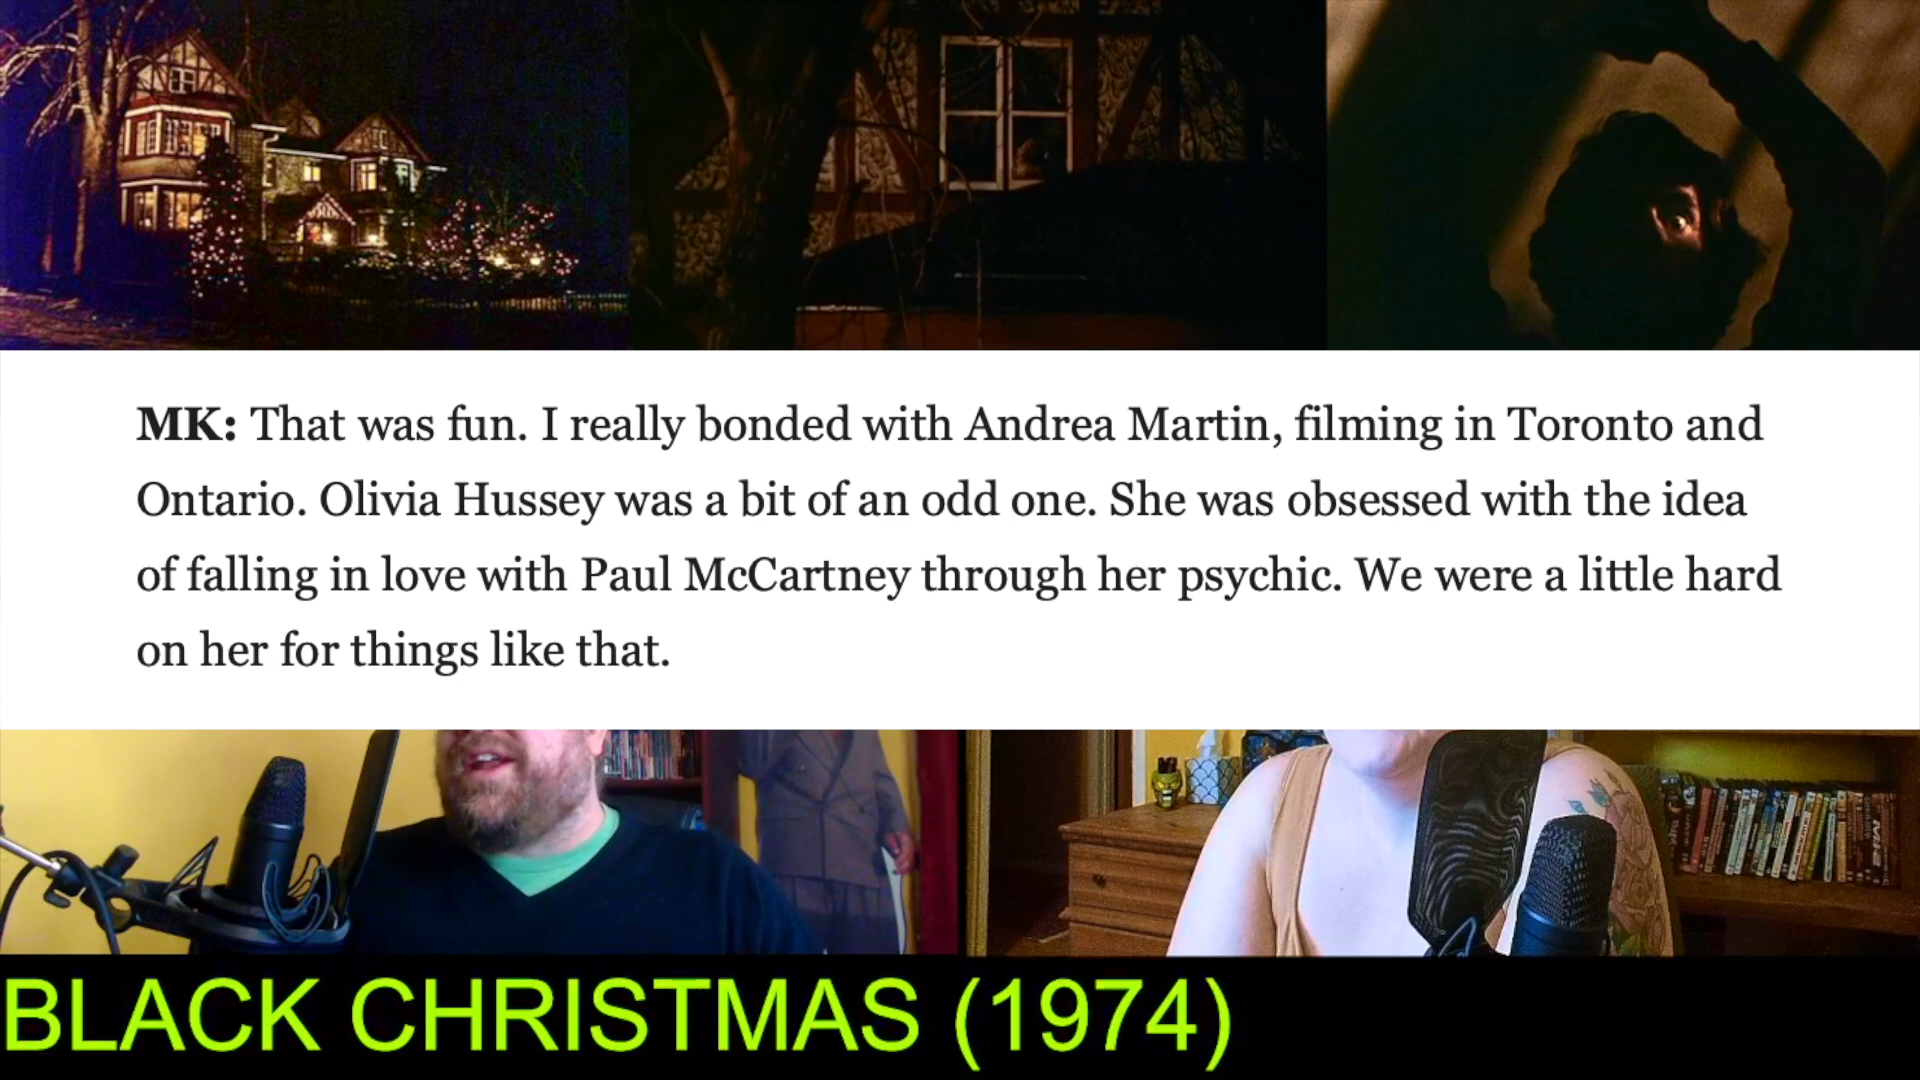 MK: That was fun. I really bonded with Andrea Martin, filming in Toronto and
Ontario. Olivia Hussey was a bit of an odd one. She was obsessed with the idea
of falling in love with Paul McCartney through her psychic. We were a little hard
on her for things like that.
BLACK CHRISTMAS (1974)